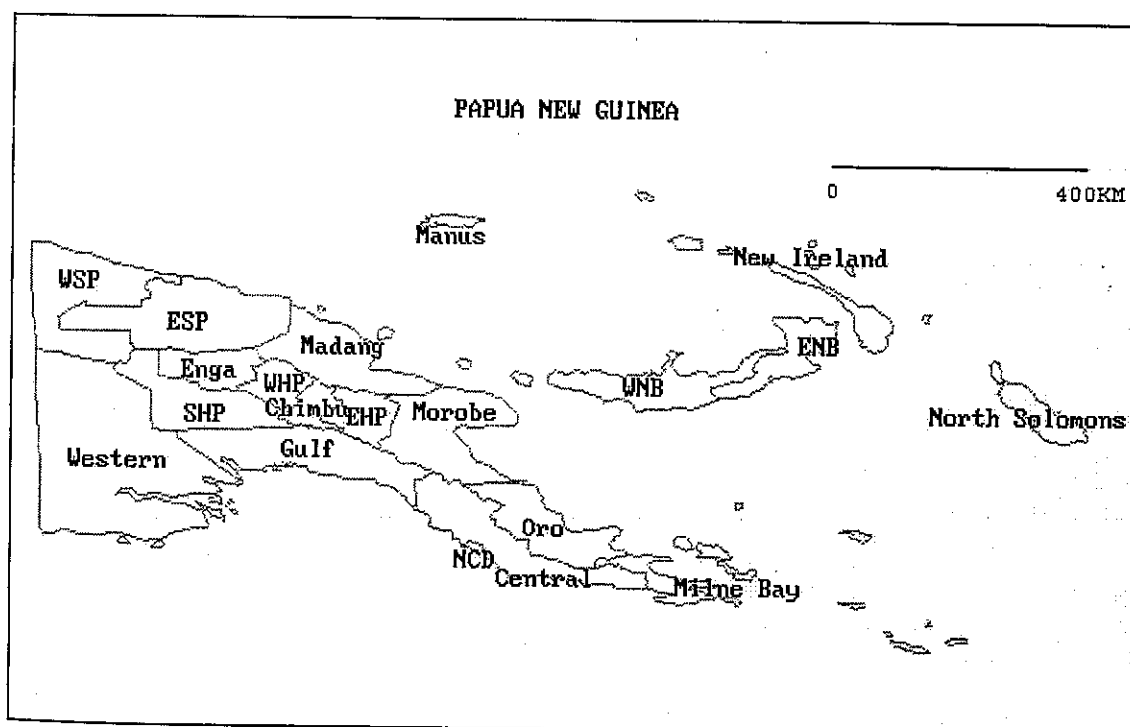 PAPUA NEW GUINEA
0 400KM
Manus
New Ireland
WSP
ESP
Madang
ENB
Enga
WHP
WNB
SHP
Chimbu
EHP
Morobe
North Solomons
Gulf
Western
Oro
NCD
Central
Milne Bay